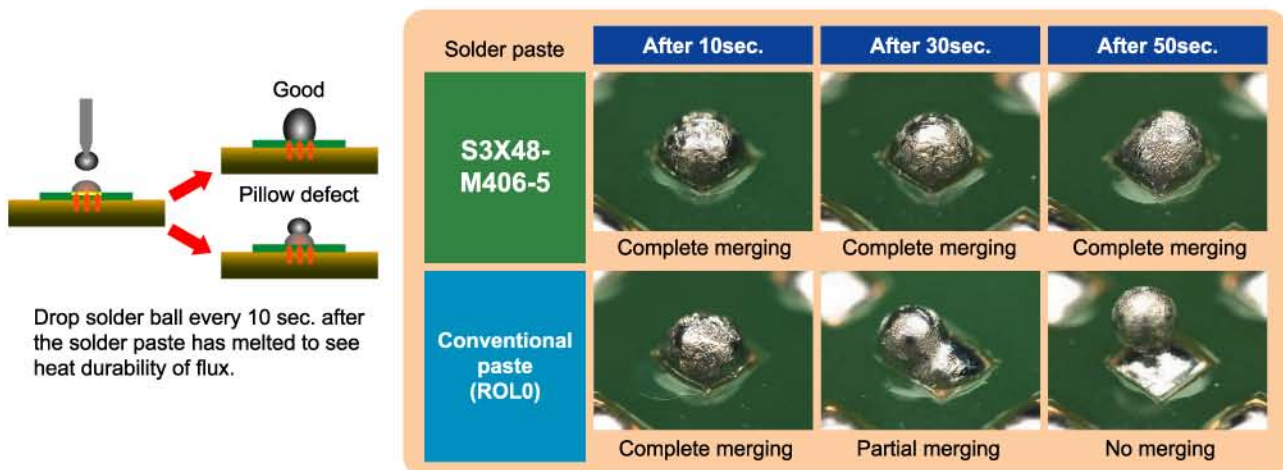 Good
Pillow defect
Drop solder ball every 10 sec. after
the solder paste has melted to see
heat durability of flux.
Solder paste
After 10sec.
After 30sec.
After 50sec.
S3X48-
M406-5
Complete merging
Complete merging
Complete merging
Conventional
paste
(ROL0)
Complete merging
Partial merging
No merging